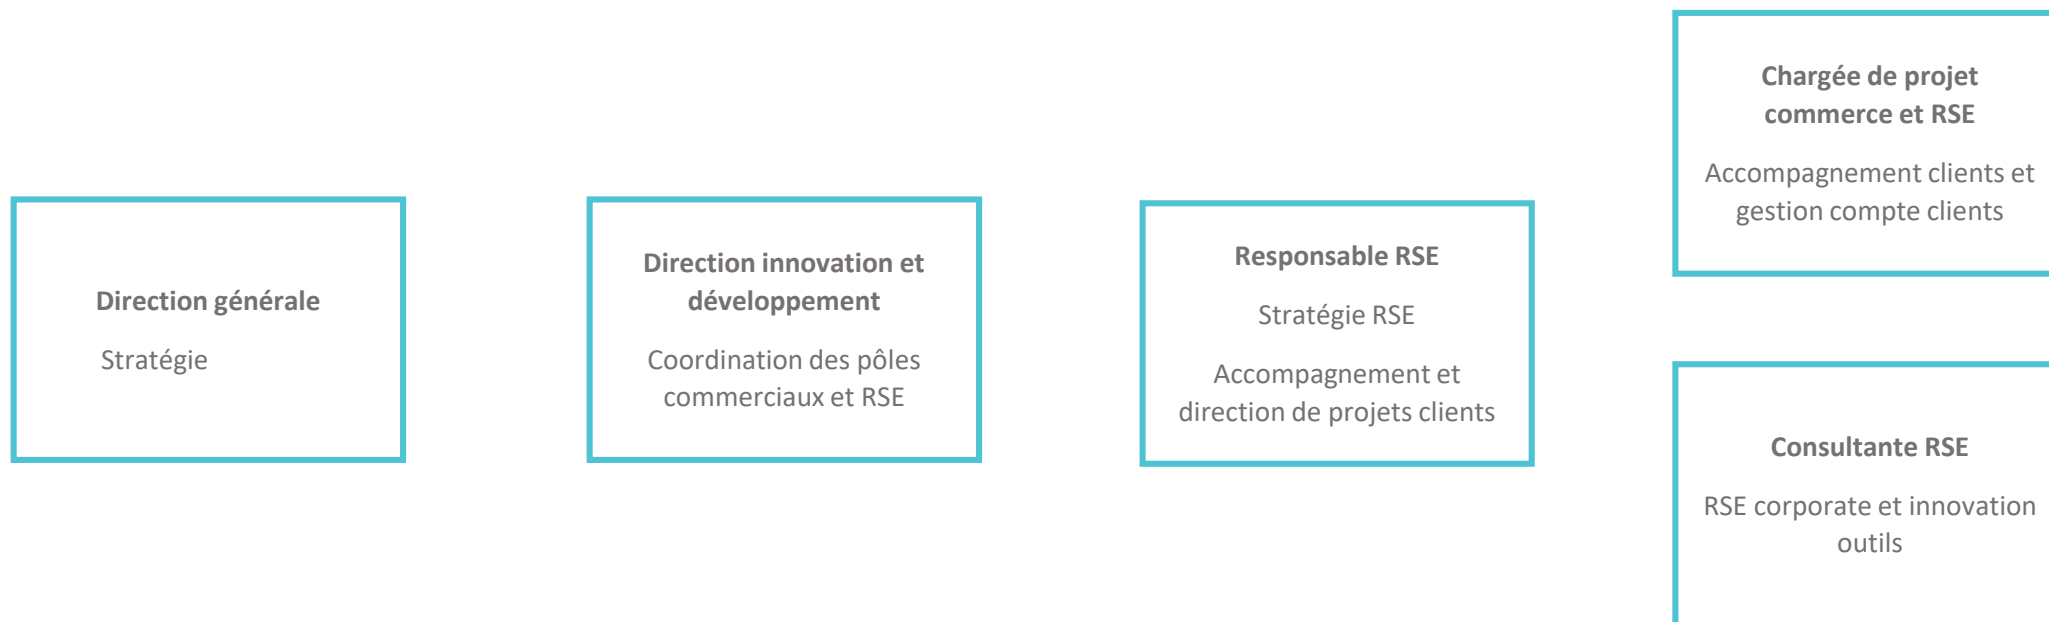 Direction générale
Stratégie
Direction innovation et
développement
Coordination des pôles
commerciaux et RSE
Responsable RSE
Stratégie RSE
Accompagnement et
direction de projets clients
Chargée de projet
commerce et RSE
Accompagnement clients et
gestion compte clients
Consultante RSE
RSE corporate et innovation
outils